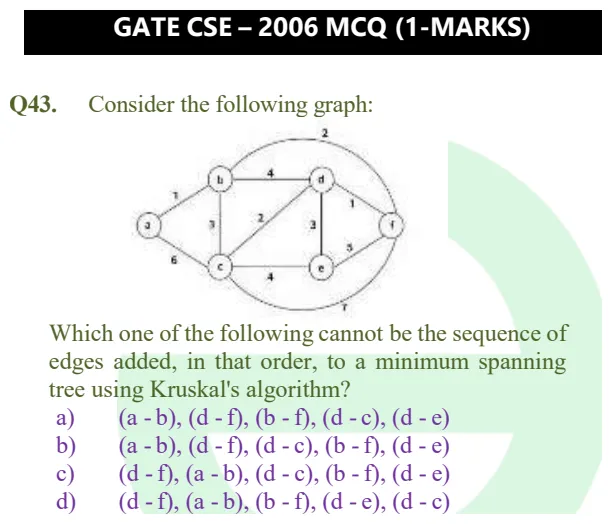 GATE CSE – 2006 MCQ (1-MARKS)
Q43. Consider the following graph:
2
b 4 d
1 3 2 3 1
a f
6 5
c 4 e
7
Which one of the following cannot be the sequence of
edges added, in that order, to a minimum spanning
tree using Kruskal's algorithm?
a) (a - b), (d - f), (b - f), (d - c), (d - e)
b) (a - b), (d - f), (d - c), (b - f), (d - e)
c) (d - f), (a - b), (d - c), (b - f), (d - e)
d) (d - f), (a - b), (b - f), (d - e), (d - c)